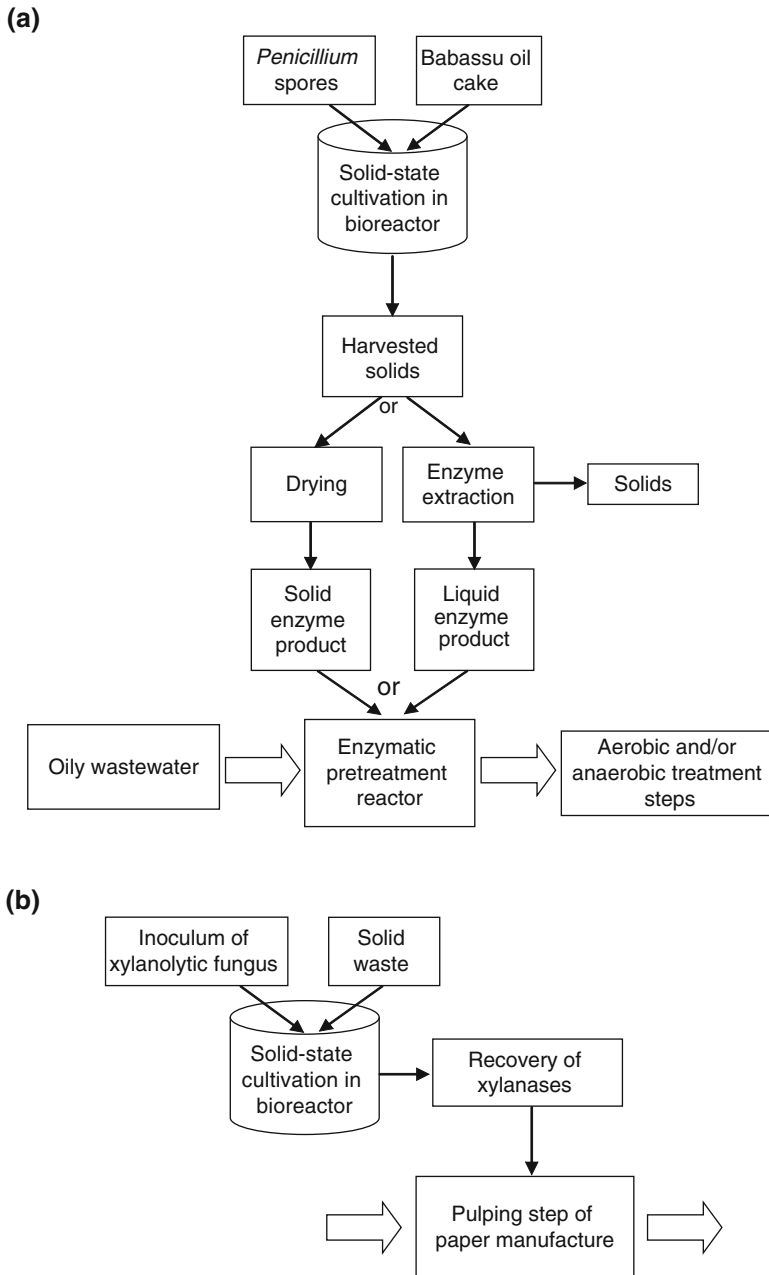 (a)
Penicillium
spores
Babassu oil
cake
Solid-state
cultivation in
bioreactor
Harvested
solids
or
Drying
Enzyme
extraction
Solids
Solid
enzyme
product
Liquid
enzyme
product
or
Oily wastewater
Enzymatic
pretreatment
reactor
Aerobic and/or
anaerobic treatment
steps
(b)
Inoculum of
xylanolytic fungus
Solid
waste
Solid-state
cultivation in
bioreactor
Recovery of
xylanases
Pulping step of
paper manufacture